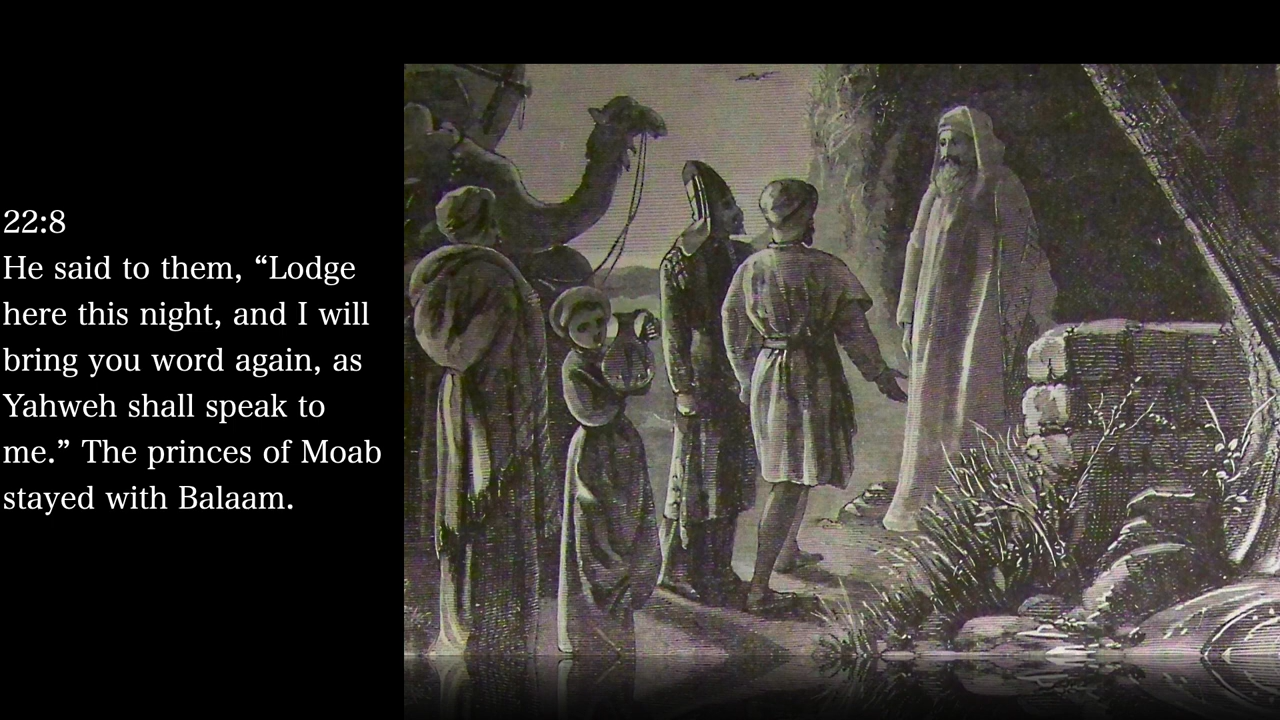 22:8
He said to them, “Lodge
here this night, and I will
bring you word again, as
Yahweh shall speak to
me.” The princes of Moab
stayed with Balaam.